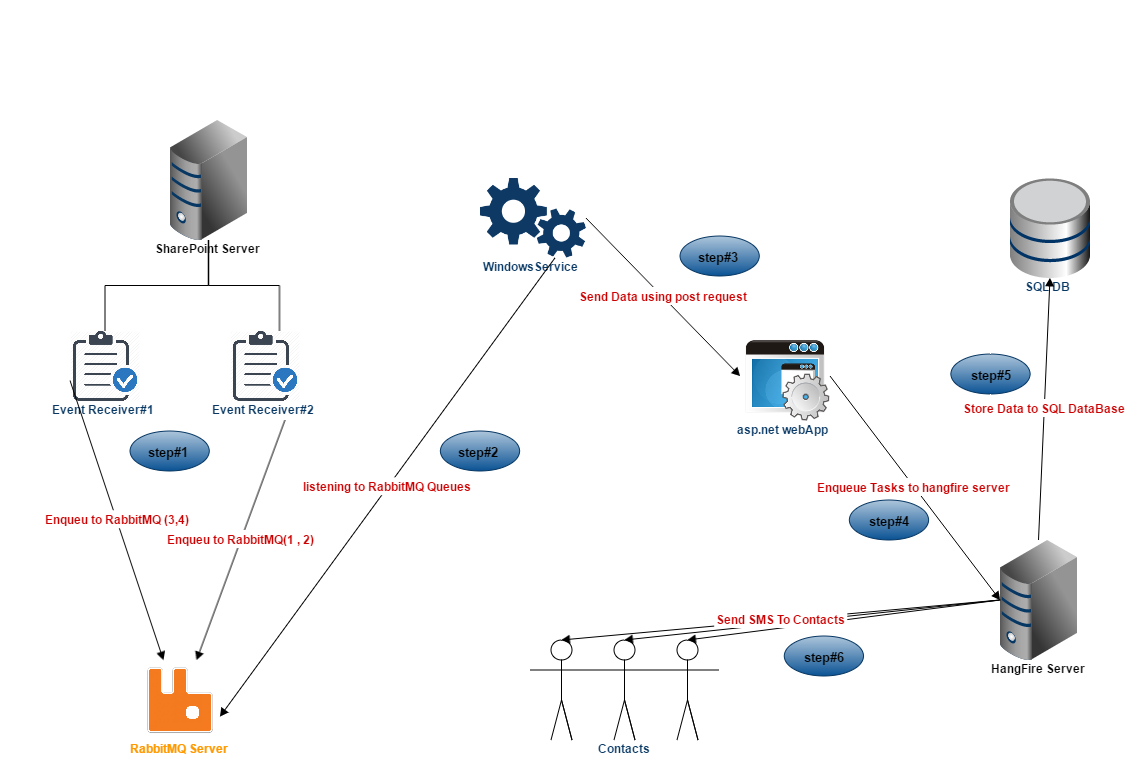 SharePoint Server
WindowsService
step#3
Send Data using post request
SQL DB
Event Receiver#1
Event Receiver#2
step#5
Store Data to SQL DataBase
asp.net webApp
step#1
step#2
listening to RabbitMQ Queues
Enqueue Tasks to hangfire server
Enqueu to RabbitMQ (3,4)
step#4
Enqueu to RabbitMQ(1 , 2)
Send SMS To Contacts
step#6
HangFire Server
RabbitMQ Server
Contacts